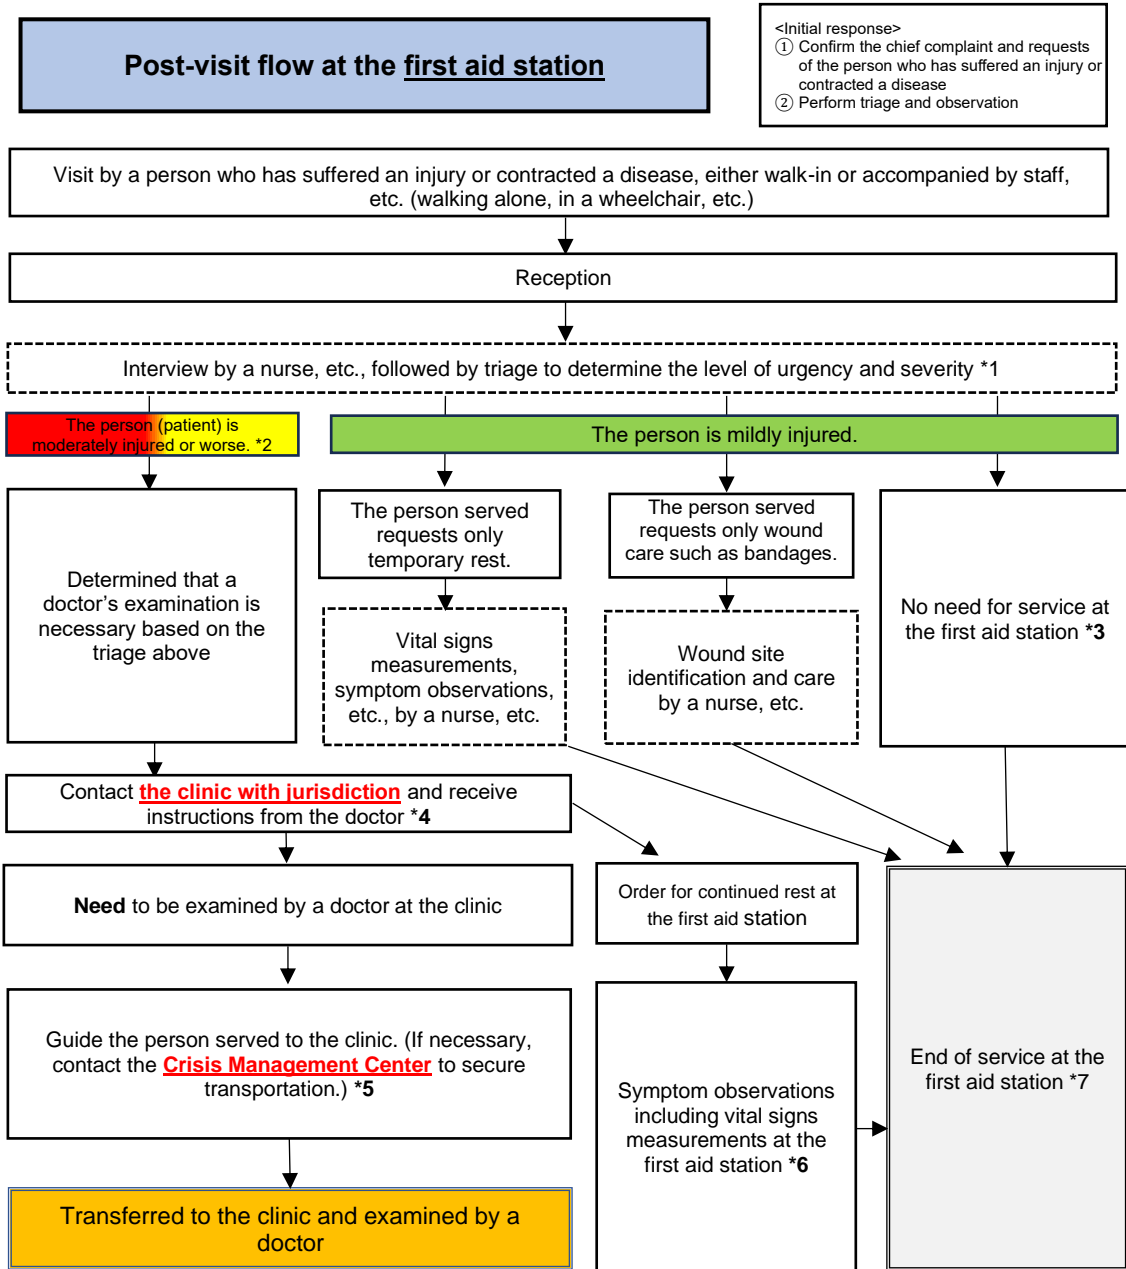 Post-visit flow at the first aid station
<Initial response>
① Confirm the chief complaint and requests
of the person who has suffered an injury or
contracted a disease
② Perform triage and observation
Visit by a person who has suffered an injury or contracted a disease, either walk-in or accompanied by staff,
etc. (walking alone, in a wheelchair, etc.)
Reception
Interview by a nurse, etc., followed by triage to determine the level of urgency and severity *1
The person (patient) is
moderately injured or worse. *2
The person is mildly injured.
Determined that a
doctor’s examination is
necessary based on the
triage above
The person served
requests only
temporary rest.
The person served
requests only wound
care such as bandages.
No need for service at
the first aid station *3
Vital signs
measurements,
symptom observations,
etc., by a nurse, etc.
Wound site
identification and care
by a nurse, etc.
Contact the clinic with jurisdiction and receive
instructions from the doctor *4
Need to be examined by a doctor at the clinic
Order for continued rest at
the first aid station
Guide the person served to the clinic. (If necessary,
contact the Crisis Management Center to secure
transportation.) *5
Symptom observations
including vital signs
measurements at the
first aid station *6
End of service at the
first aid station *7
Transferred to the clinic and examined by a
doctor